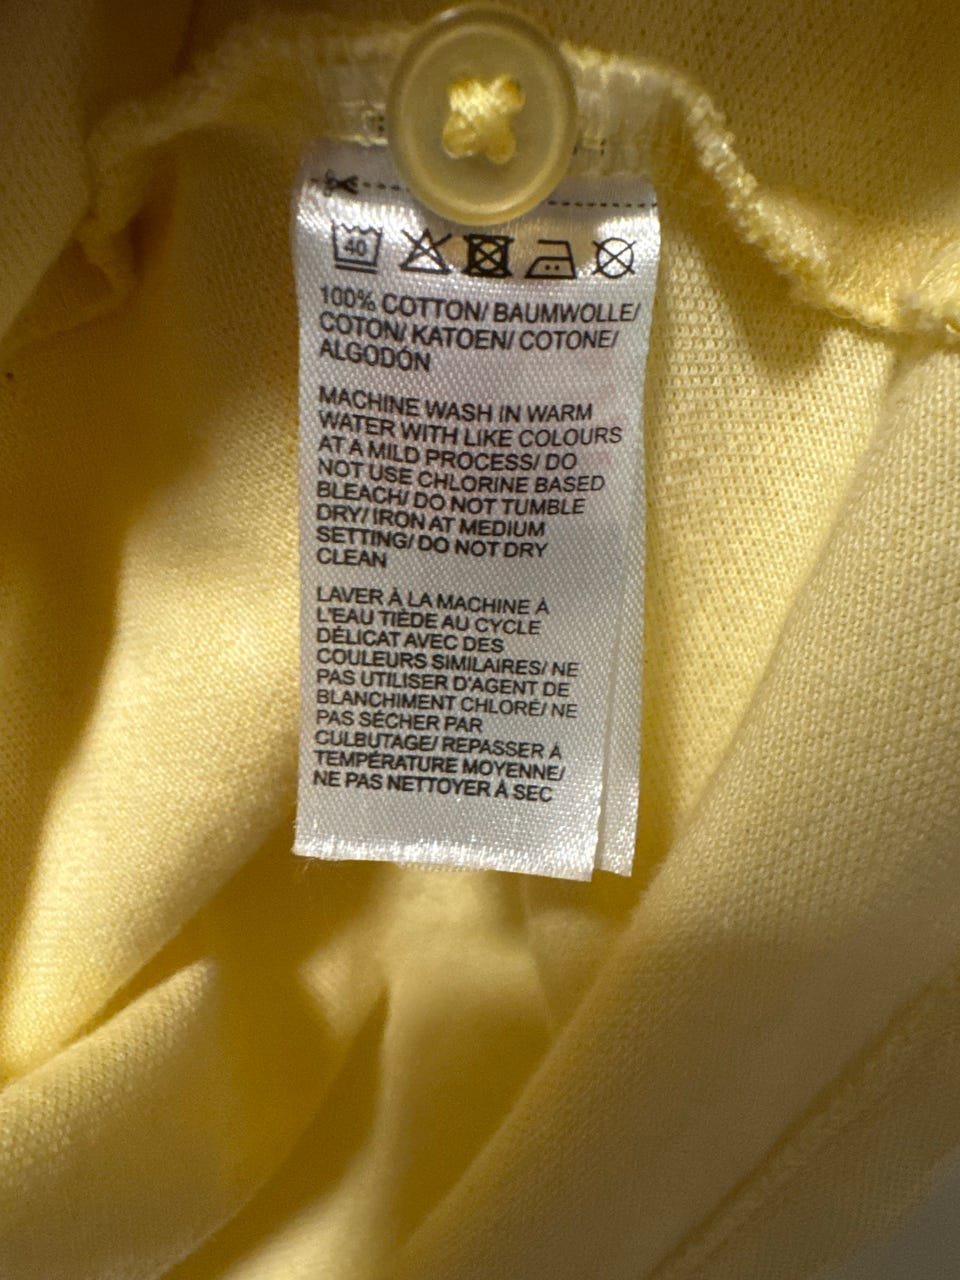 40
100% COTTON/ BAUMWOLLE/
COTON/ KATOEN/ COTONE/
ALGODÓN
MACHINE WASH IN WARM
WATER WITH LIKE COLOURS
AT A MILD PROCESS/ DO
NOT USE CHLORINE BASED
BLEACH/ DO NOT TUMBLE
DRY/ IRON AT MEDIUM
SETTING/ DO NOT DRY
CLEAN
LAVER À LA MACHINE À
L'EAU TIÈDE AU CYCLE
DÉLICAT AVEC DES
COULEURS SIMILAIRES/ NE
PAS UTILISER D'AGENT DE
BLANCHIMENT CHLORÉ/ NE
PAS SÉCHER PAR
CULBUTAGE/ REPASSER À
TEMPÉRATURE MOYENNE/
NE PAS NETTOYER À SEC